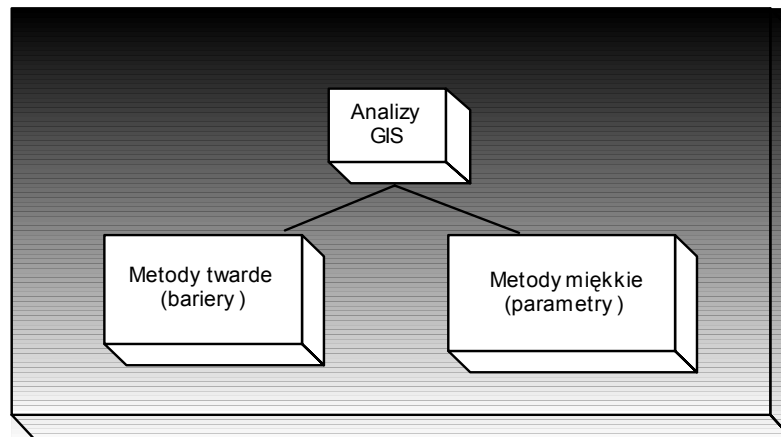 Analizy
GIS
Metody twarde
(bariery)
Metody miękkie
(parametry)